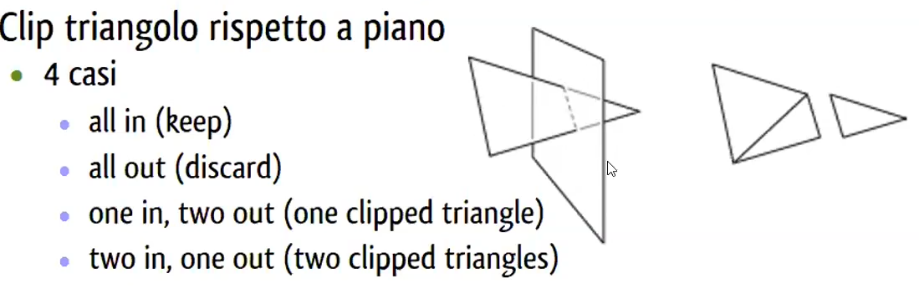 Clip triangolo rispetto a piano
4 casi
all in (keep)
all out (discard)
one in, two out (one clipped triangle)
two in, one out (two clipped triangles)